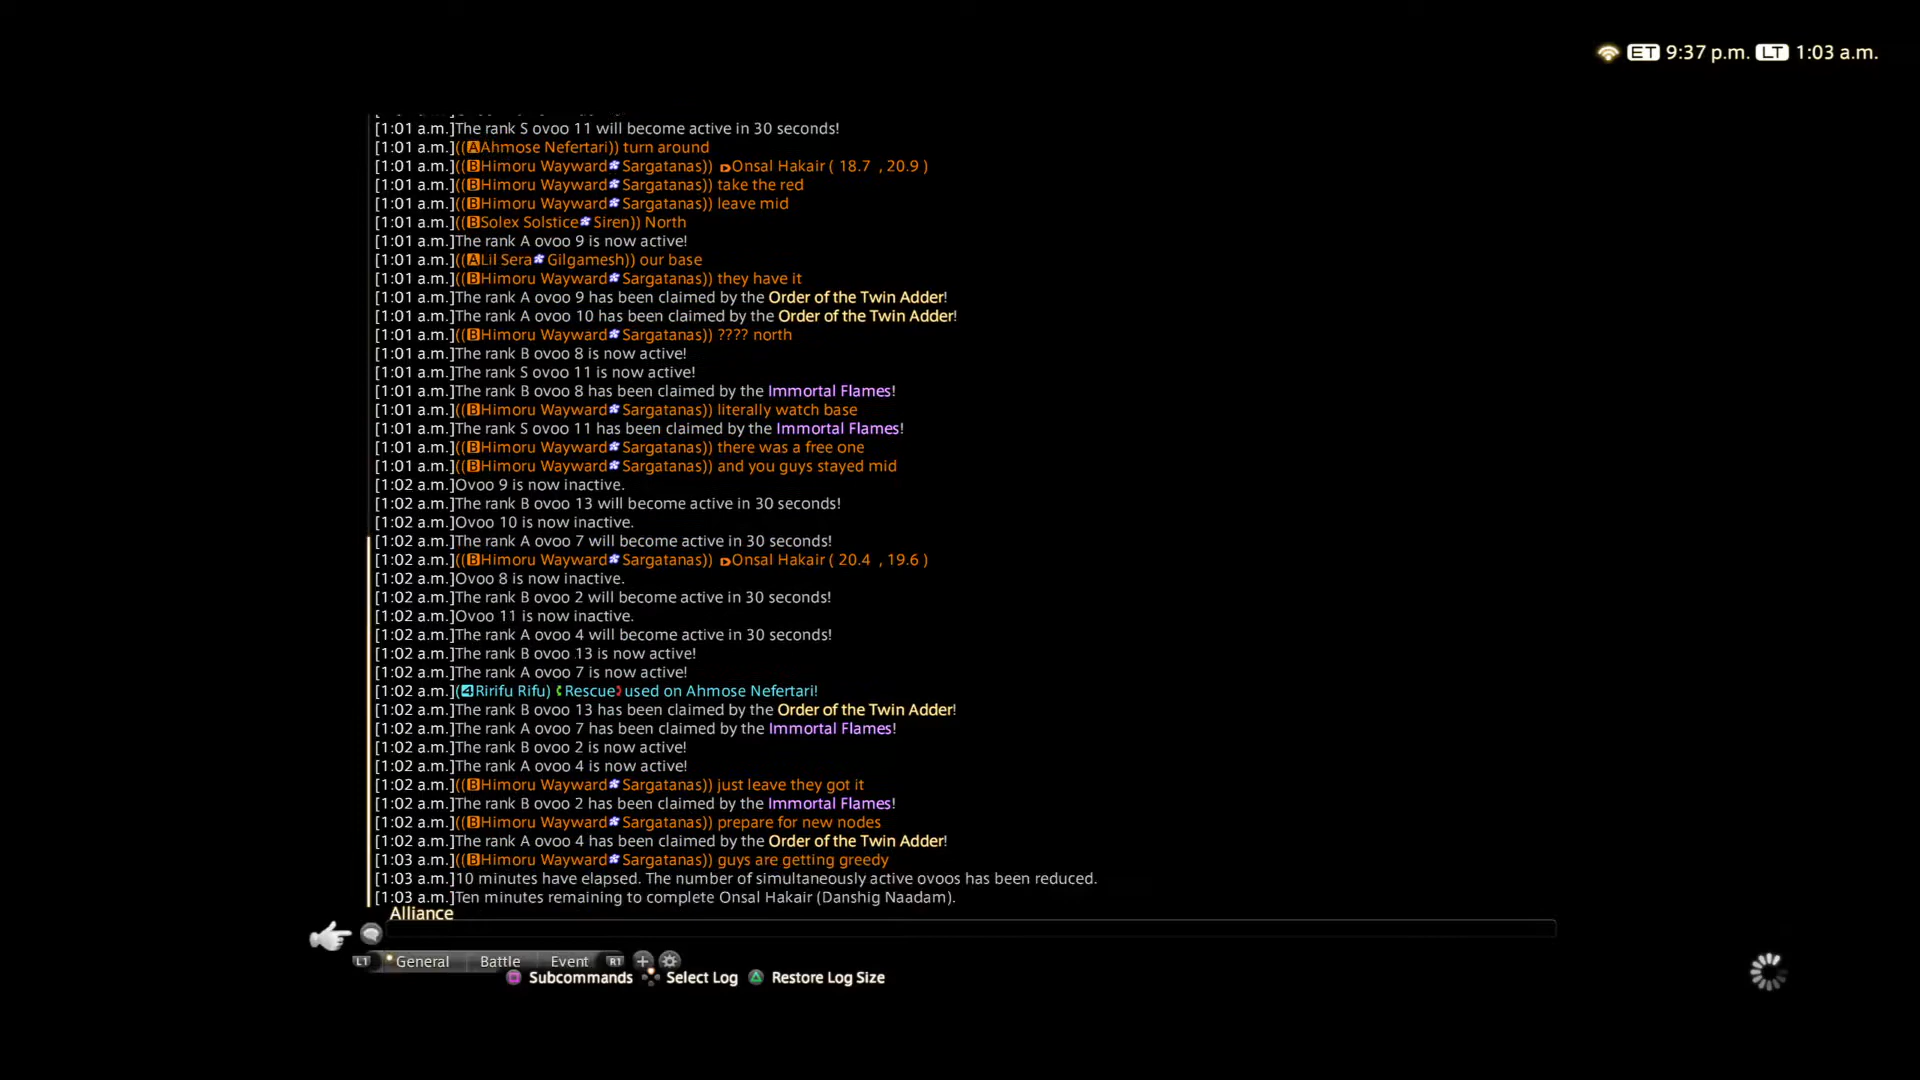 ET 9:37 p.m. LT 1:03 a.m.
[1:01 a.m.]The rank S ovoo 11 will become active in 30 seconds!
[1:01 a.m.]((AAhmose Nefertari)) turn around
[1:01 a.m.]((BHimoru Wayward Sargatanas)) Onsal Hakair ( 18.7 , 20.9 )
[1:01 a.m.]((BHimoru Wayward Sargatanas)) take the red
[1:01 a.m.]((BHimoru Wayward Sargatanas)) leave mid
[1:01 a.m.]((BSolex Solstice Siren)) North
[1:01 a.m.]The rank A ovoo 9 is now active!
[1:01 a.m.]((ALil Sera Gilgamesh)) our base
[1:01 a.m.]((BHimoru Wayward Sargatanas)) they have it
[1:01 a.m.]The rank A ovoo 9 has been claimed by the Order of the Twin Adder!
[1:01 a.m.]The rank A ovoo 10 has been claimed by the Order of the Twin Adder!
[1:01 a.m.]((BHimoru Wayward Sargatanas)) ???? north
[1:01 a.m.]The rank B ovoo 8 is now active!
[1:01 a.m.]The rank S ovoo 11 is now active!
[1:01 a.m.]The rank B ovoo 8 has been claimed by the Immortal Flames!
[1:01 a.m.]((BHimoru Wayward Sargatanas)) literally watch base
[1:01 a.m.]The rank S ovoo 11 has been claimed by the Immortal Flames!
[1:01 a.m.]((BHimoru Wayward Sargatanas)) there was a free one
[1:01 a.m.]((BHimoru Wayward Sargatanas)) and you guys stayed mid
[1:02 a.m.]Ovoo 9 is now inactive.
[1:02 a.m.]The rank B ovoo 13 will become active in 30 seconds!
[1:02 a.m.]Ovoo 10 is now inactive.
[1:02 a.m.]The rank A ovoo 7 will become active in 30 seconds!
[1:02 a.m.]((BHimoru Wayward Sargatanas)) Onsal Hakair ( 20.4 , 19.6 )
[1:02 a.m.]Ovoo 8 is now inactive.
[1:02 a.m.]The rank B ovoo 2 will become active in 30 seconds!
[1:02 a.m.]Ovoo 11 is now inactive.
[1:02 a.m.]The rank A ovoo 4 will become active in 30 seconds!
[1:02 a.m.]The rank B ovoo 13 is now active!
[1:02 a.m.]The rank A ovoo 7 is now active!
[1:02 a.m.](4Ririfu Rifu) Rescue used on Ahmose Nefertari!
[1:02 a.m.]The rank B ovoo 13 has been claimed by the Order of the Twin Adder!
[1:02 a.m.]The rank A ovoo 7 has been claimed by the Immortal Flames!
[1:02 a.m.]The rank B ovoo 2 is now active!
[1:02 a.m.]The rank A ovoo 4 is now active!
[1:02 a.m.]((BHimoru Wayward Sargatanas)) just leave they got it
[1:02 a.m.]The rank B ovoo 2 has been claimed by the Immortal Flames!
[1:02 a.m.]((BHimoru Wayward Sargatanas)) prepare for new nodes
[1:02 a.m.]The rank A ovoo 4 has been claimed by the Order of the Twin Adder!
[1:03 a.m.]((BHimoru Wayward Sargatanas)) guys are getting greedy
[1:03 a.m.]10 minutes have elapsed. The number of simultaneously active ovoos has been reduced.
[1:03 a.m.]Ten minutes remaining to complete Onsal Hakair (Danshig Naadam).
Alliance
L1 General Battle Event R1
Subcommands Select Log Restore Log Size